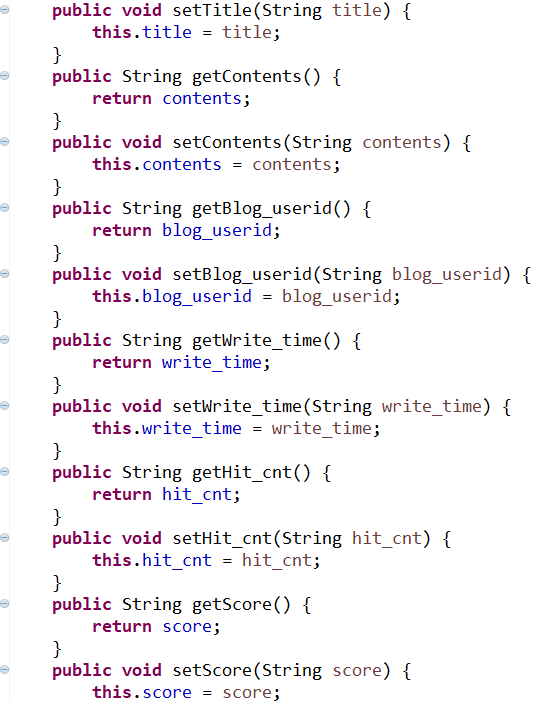 public void setTitle(String title) {
this.title = title;
}
public String getContents() {
return contents;
}
public void setContents(String contents) {
this.contents = contents;
}
public String getBlog_userid() {
return blog_userid;
}
public void setBlog_userid(String blog_userid) {
this.blog_userid = blog_userid;
}
public String getWrite_time() {
return write_time;
}
public void setWrite_time(String write_time) {
this.write_time = write_time;
}
public String getHit_cnt() {
return hit_cnt;
}
public void setHit_cnt(String hit_cnt) {
this.hit_cnt = hit_cnt;
}
public String getScore() {
return score;
}
public void setScore(String score) {
this.score = score;